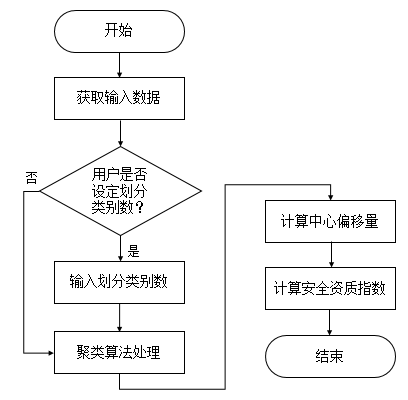 开始
获取输入数据
用户是否
设定划分
类别数？
否
是
输入划分类别数
聚类算法处理
计算中心偏移量
计算安全资质指数
结束